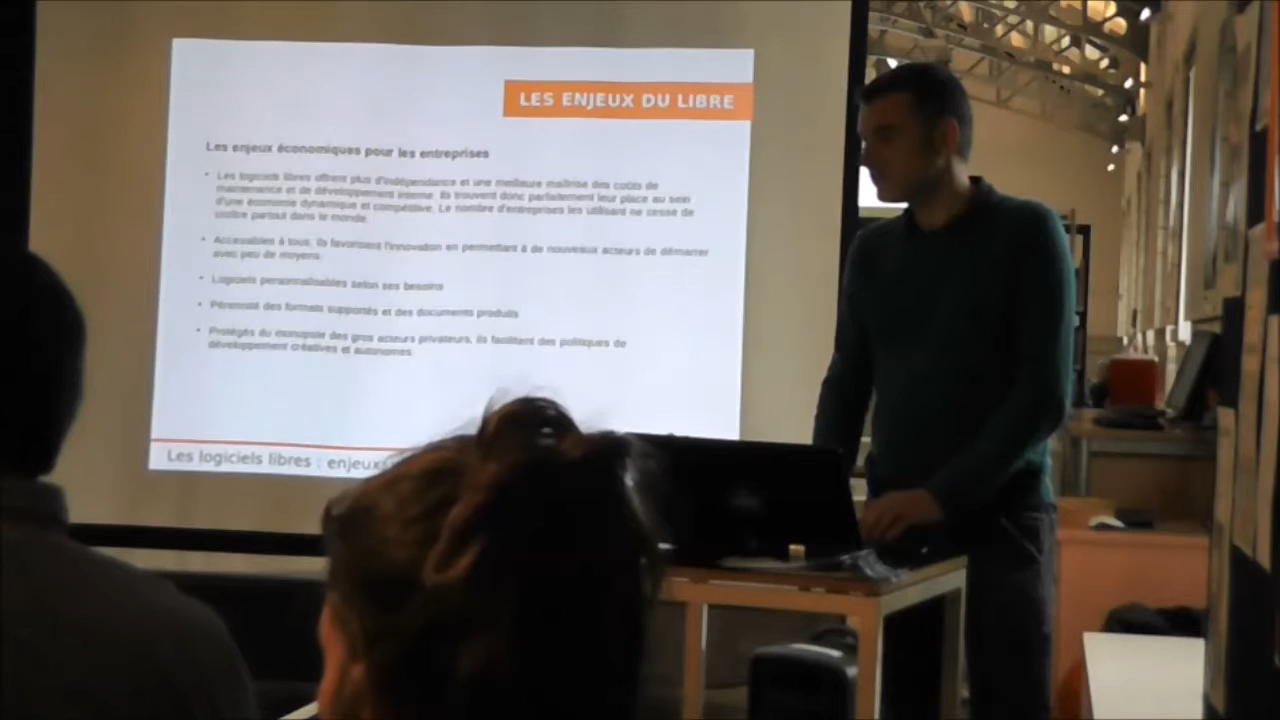 LES ENJEUX DU LIBRE
Les enjeux économiques pour les entreprises
• Les logiciels libres offrent plus d'indépendance et une meilleure maîtrise des coûts de
maintenance et de développement interne. Ils trouvent donc parfaitement leur place au sein
d'une économie dynamique et compétitive. Le nombre d'entreprises les utilisant ne cesse de
croître partout dans le monde.
• Accessibles à tous, ils favorisent l'innovation en permettant à de nouveaux acteurs de démarrer
avec peu de moyens.
• Logiciels personnalisables selon ses besoins
• Pérennité des formats supportés et des documents produits
• Protégés du monopole des gros acteurs privateurs, ils facilitent des politiques de
développement créatives et autonomes.
Les logiciels libres : enjeux